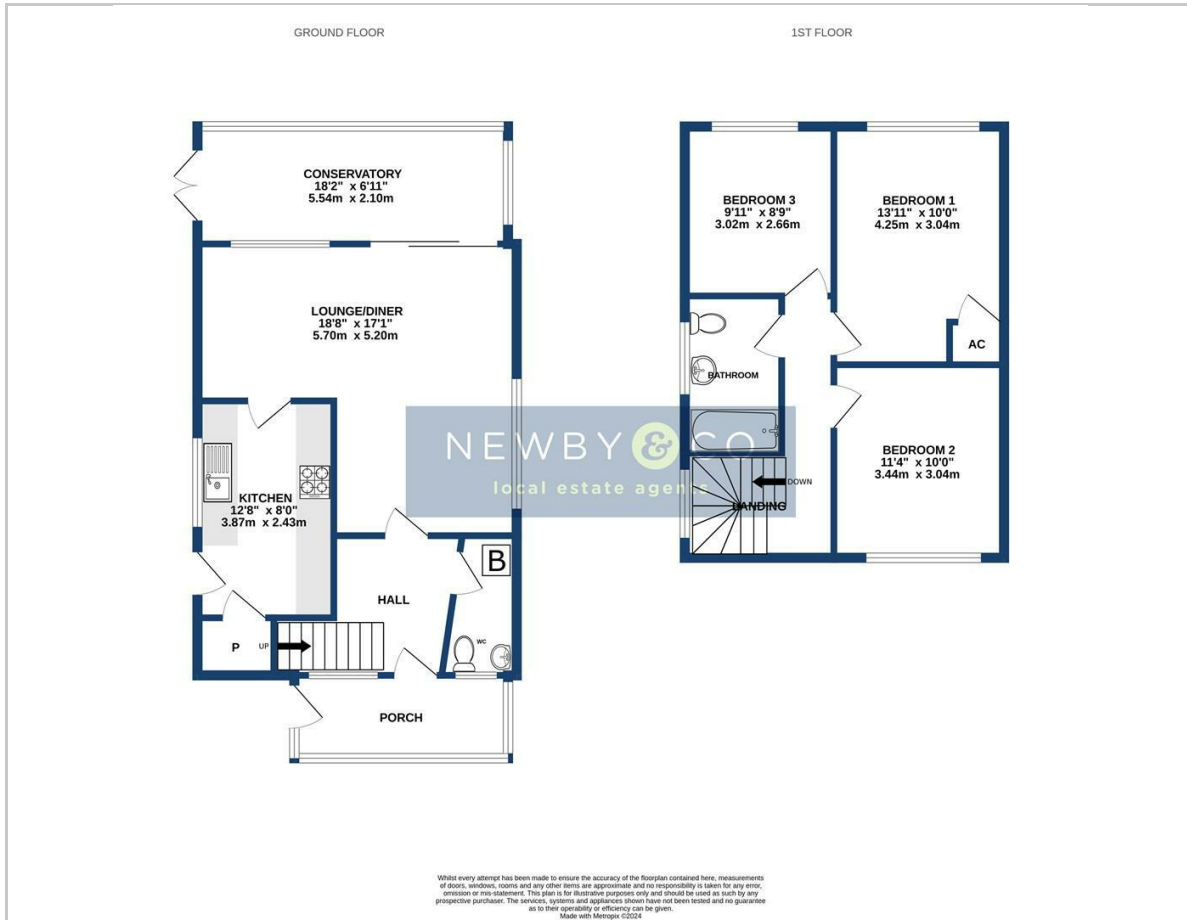 GROUND FLOOR
CONSERVATORY
18'2" x 6'11"
5.54m x 2.10m
LOUNGE/DINER
18'8" x 17'1"
5.70m x 5.20m
KITCHEN
12'8" x 8'0"
3.87m x 2.43m
HALL
B
P
UP
WC
PORCH
1ST FLOOR
BEDROOM 3
9'11" x 8'9"
3.02m x 2.66m
BEDROOM 1
13'11" x 10'0"
4.25m x 3.04m
AC
BATHROOM
BEDROOM 2
11'4" x 10'0"
3.44m x 3.04m
DOWN
LANDING
NEWBY & CO
local estate agents
Whilst every attempt has been made to ensure the accuracy of the floorplan contained here, measurements
of doors, windows, rooms and any other items are approximate and no responsibility is taken for any error,
omission or mis-statement. This plan is for illustrative purposes only and should be used as such by any
prospective purchaser. The services, systems and appliances shown have not been tested and no guarantee
as to their operability or efficiency can be given.
Made with Metropix ©2024